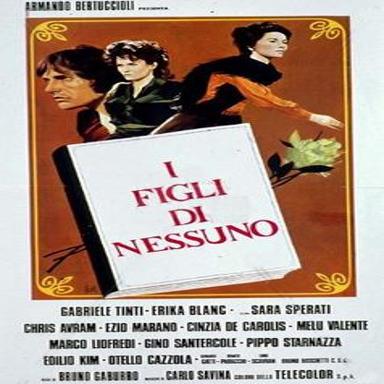 ARMANDO BERTUCCIOLI PRESENTA
I
FIGLI
DI
NESSUNO
GABRIELE TINTI - ERIKA BLANC - SARA SPERATI
CHRIS AVRAM - EZIO MARANO - CINZIA DE CAROLIS - MELU VALENTE
MARCO LIOFREDI - GINO SANTERCOLE - PIPPO STARNAZZA
EDILIO KIM - OTELLO CAZZOLA
BRUNO GABURRO CARLO SAVINA TELECOLOR S.p.A.